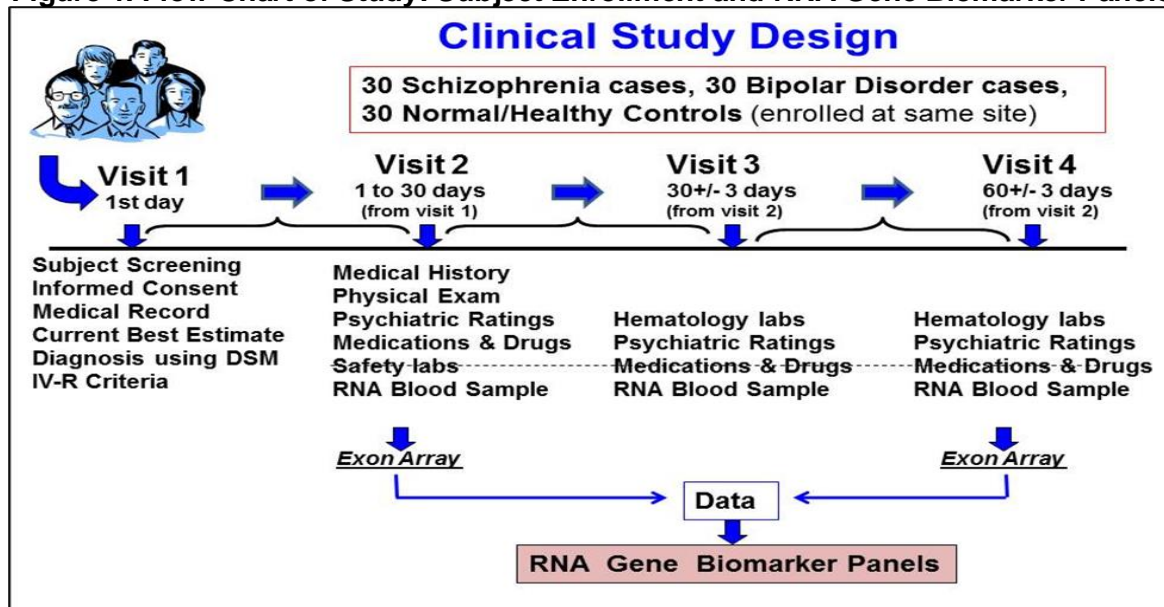 Clinical Study Design
30 Schizophrenia cases, 30 Bipolar Disorder cases,
30 Normal/Healthy Controls (enrolled at same site)
Visit 1
1st day
Visit 2
1 to 30 days
(from visit 1)
Visit 3
30+/- 3 days
(from visit 2)
Visit 4
60+/- 3 days
(from visit 2)
Subject Screening
Informed Consent
Medical Record
Current Best Estimate
Diagnosis using DSM
IV-R Criteria
Medical History
Physical Exam
Psychiatric Ratings
Medications & Drugs
Safety labs
RNA Blood Sample
Hematology labs
Psychiatric Ratings
Medications & Drugs
RNA Blood Sample
Hematology labs
Psychiatric Ratings
Medications & Drugs
RNA Blood Sample
Exon Array
Exon Array
Data
RNA Gene Biomarker Panels